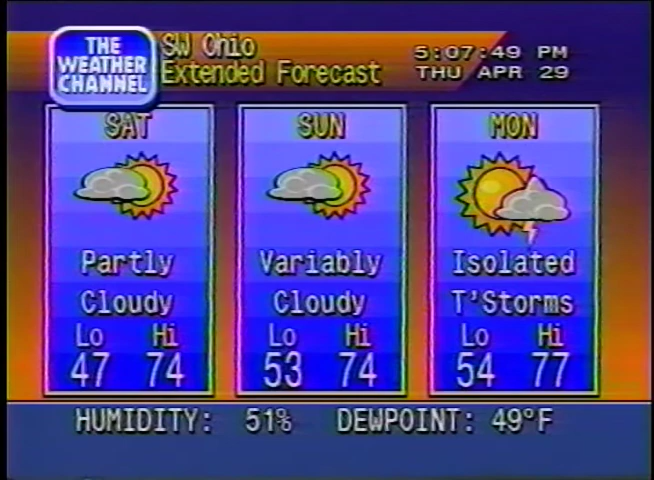 THE
WEATHER
CHANNEL
SW Ohio
Extended Forecast
5:07:49 PM
THU APR 29
SAT
Partly
Cloudy
Lo Hi
47 74
SUN
Variably
Cloudy
Lo Hi
53 74
MON
Isolated
T'Storms
Lo Hi
54 77
HUMIDITY: 51% DEWPOINT: 49°F